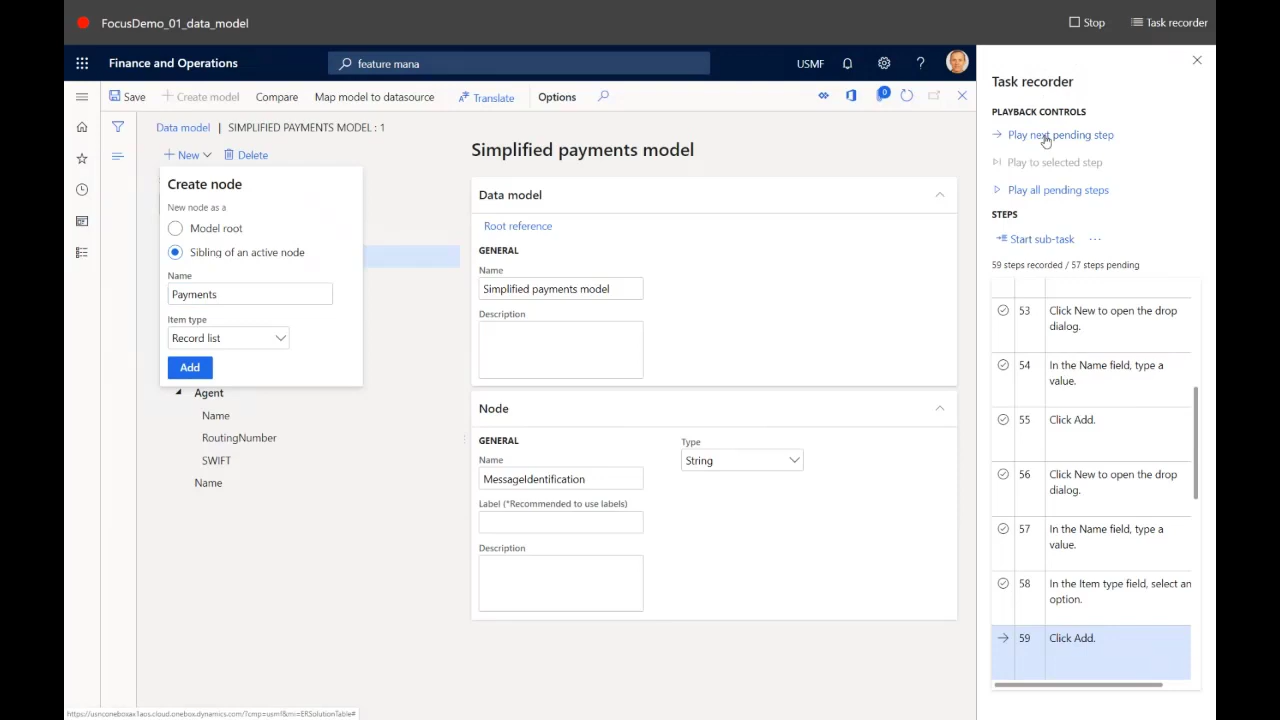 FocusDemo_01_data_model
Stop
Task recorder
Finance and Operations
feature mana
USMF
?
Save
Create model
Compare
Map model to datasource
Translate
Options
0
Data model | SIMPLIFIED PAYMENTS MODEL : 1
New
Delete
Create node
New node as a
Model root
Sibling of an active node
Name
Payments
Item type
Record list
Add
Agent
Name
RoutingNumber
SWIFT
Name
Simplified payments model
Data model
Root reference
GENERAL
Name
Simplified payments model
Description
Node
GENERAL
Name
MessageIdentification
Label (*Recommended to use labels)
Description
Type
String
Task recorder
PLAYBACK CONTROLS
Play next pending step
Play to selected step
Play all pending steps
STEPS
Start sub-task
···
59 steps recorded / 57 steps pending
53 Click New to open the drop
dialog.
54 In the Name field, type a
value.
55 Click Add.
56 Click New to open the drop
dialog.
57 In the Name field, type a
value.
58 In the Item type field, select an
option.
59 Click Add.